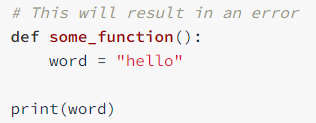 # This will result in an error
def some_function():
    word = "hello"

print(word)